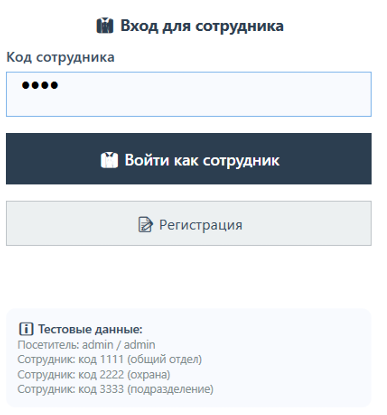 Вход для сотрудника
Код сотрудника
••••
Войти как сотрудник
Регистрация
Тестовые данные:
Посетитель: admin / admin
Сотрудник: код 1111 (общий отдел)
Сотрудник: код 2222 (охрана)
Сотрудник: код 3333 (подразделение)